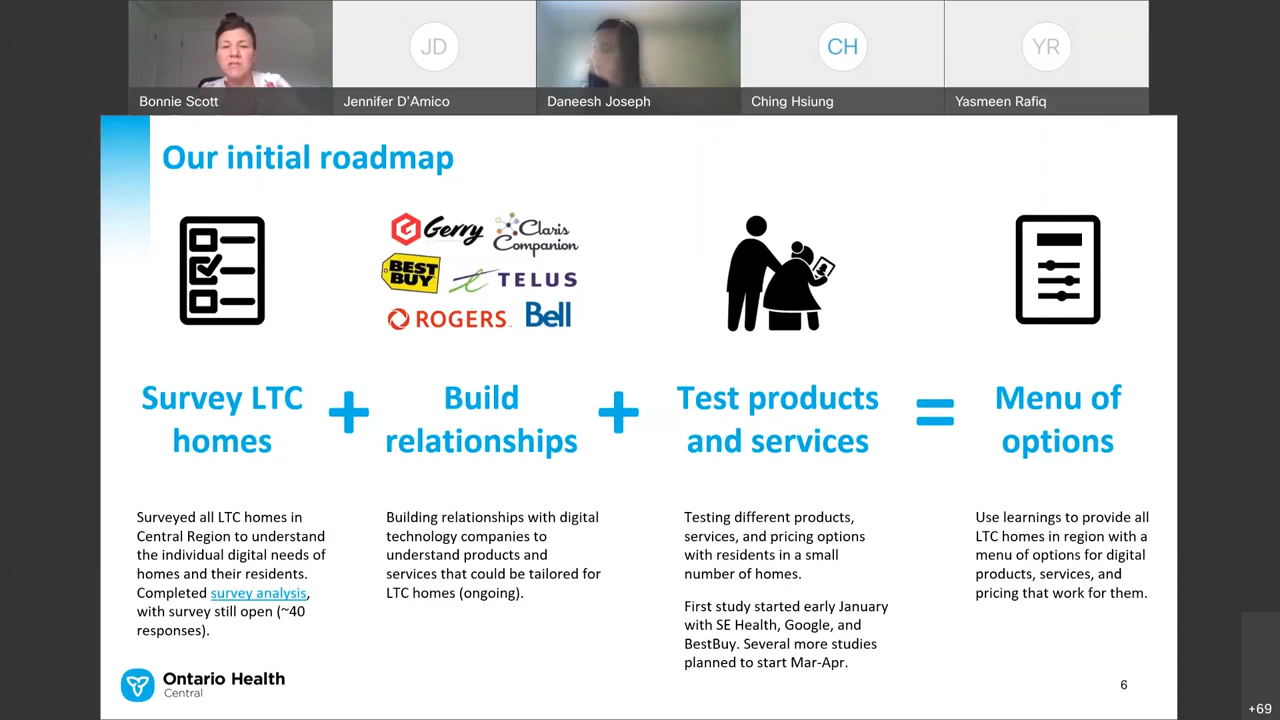 JD
CH
YR
Bonnie Scott
Jennifer D'Amico
Daneesh Joseph
Ching Hsiung
Yasmeen Rafiq
Our initial roadmap
Gerry
Claris
Companion
BEST
BUY
TELUS
ROGERS
Bell
Survey LTC
homes
+
Build
relationships
+
Test products
and services
=
Menu of
options
Surveyed all LTC homes in
Central Region to understand
the individual digital needs of
homes and their residents.
Completed survey analysis,
with survey still open (~40
responses).
Building relationships with digital
technology companies to
understand products and
services that could be tailored for
LTC homes (ongoing).
Testing different products,
services, and pricing options
with residents in a small
number of homes.
First study started early January
with SE Health, Google, and
BestBuy. Several more studies
planned to start Mar-Apr.
Use learnings to provide all
LTC homes in region with a
menu of options for digital
products, services, and
pricing that work for them.
Ontario Health
Central
6
+69